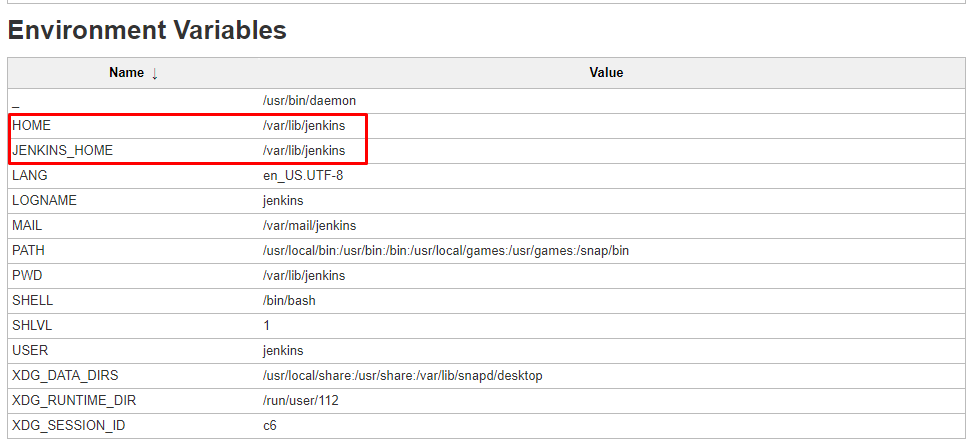 Environment Variables
Name ↓ Value
_ /usr/bin/daemon
HOME /var/lib/jenkins
JENKINS_HOME /var/lib/jenkins
LANG en_US.UTF-8
LOGNAME jenkins
MAIL /var/mail/jenkins
PATH /usr/local/bin:/usr/bin:/bin:/usr/local/games:/usr/games:/snap/bin
PWD /var/lib/jenkins
SHELL /bin/bash
SHLVL 1
USER jenkins
XDG_DATA_DIRS /usr/local/share:/usr/share:/var/lib/snapd/desktop
XDG_RUNTIME_DIR /run/user/112
XDG_SESSION_ID c6